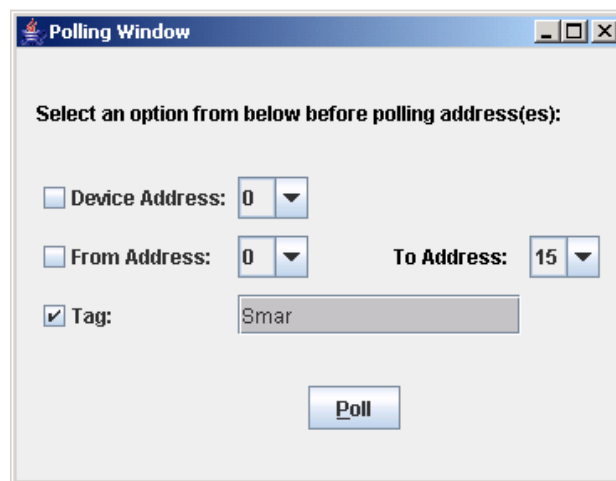 Polling Window
Select an option from below before polling address(es):
Device Address: 0
From Address: 0 To Address: 15
Tag: Smar
Poll